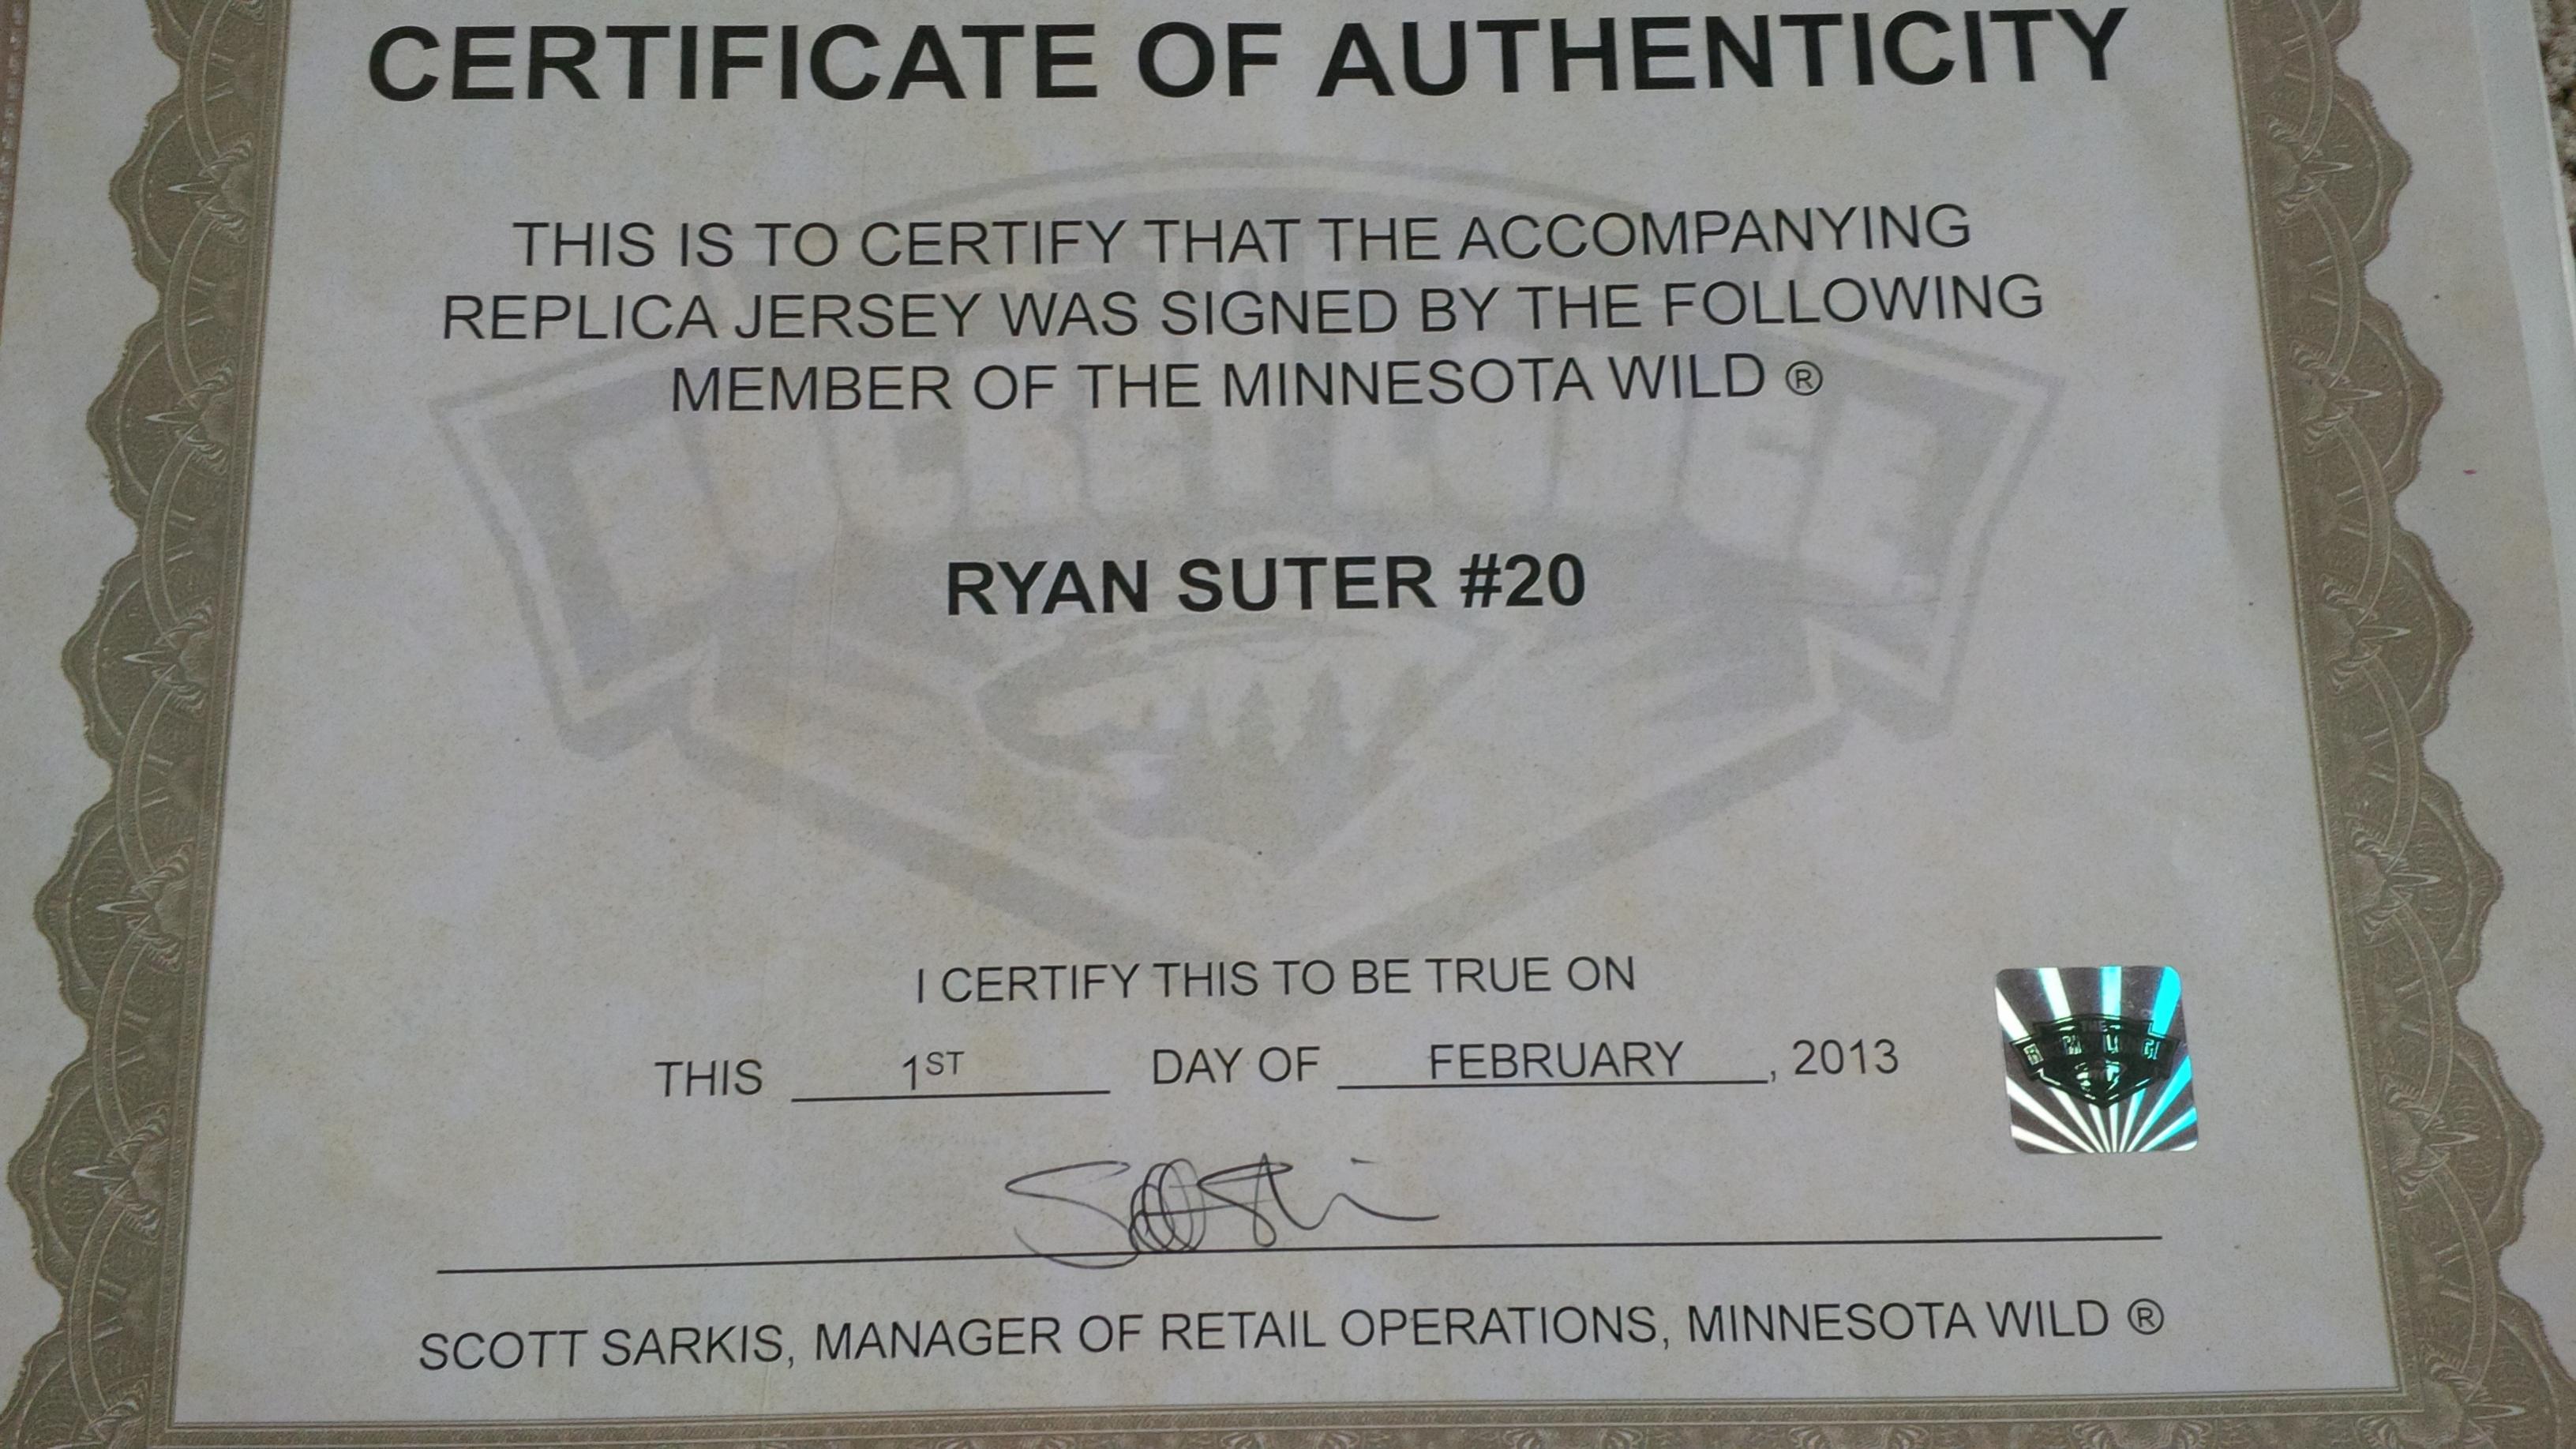 CERTIFICATE OF AUTHENTICITY
THIS IS TO CERTIFY THAT THE ACCOMPANYING
REPLICA JERSEY WAS SIGNED BY THE FOLLOWING
MEMBER OF THE MINNESOTA WILD ®
HOCKEY LODGE
RYAN SUTER #20
I CERTIFY THIS TO BE TRUE ON
THIS 1ST DAY OF FEBRUARY, 2013
SCOTT SARKIS, MANAGER OF RETAIL OPERATIONS, MINNESOTA WILD ®